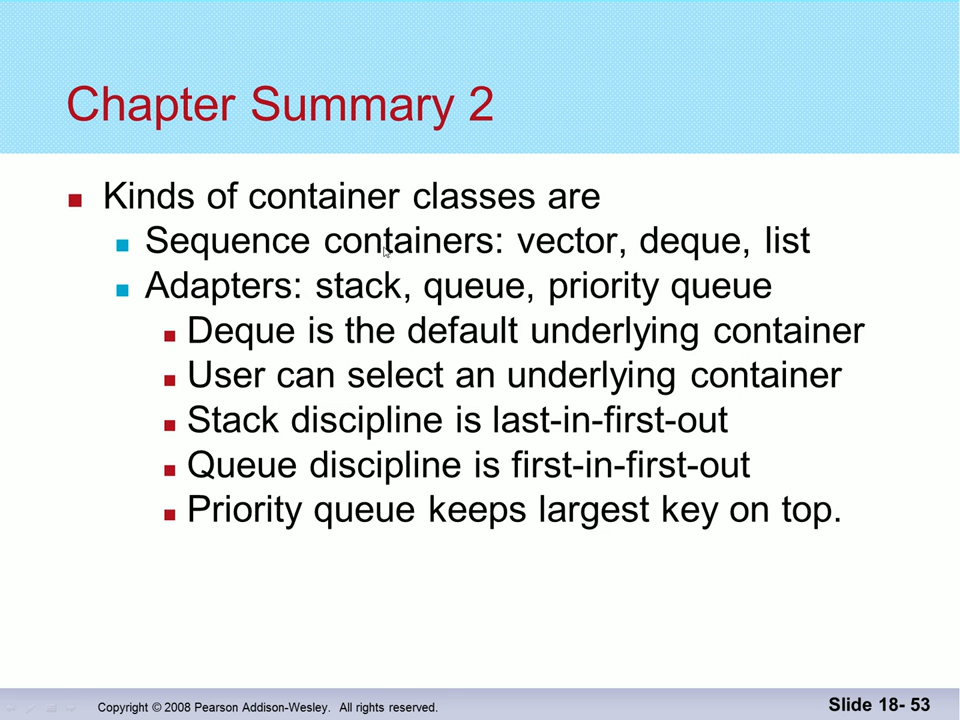 Chapter Summary 2
Kinds of container classes are
Sequence containers: vector, deque, list
Adapters: stack, queue, priority queue
Deque is the default underlying container
User can select an underlying container
Stack discipline is last-in-first-out
Queue discipline is first-in-first-out
Priority queue keeps largest key on top.
Copyright © 2008 Pearson Addison-Wesley. All rights reserved.
Slide 18- 53